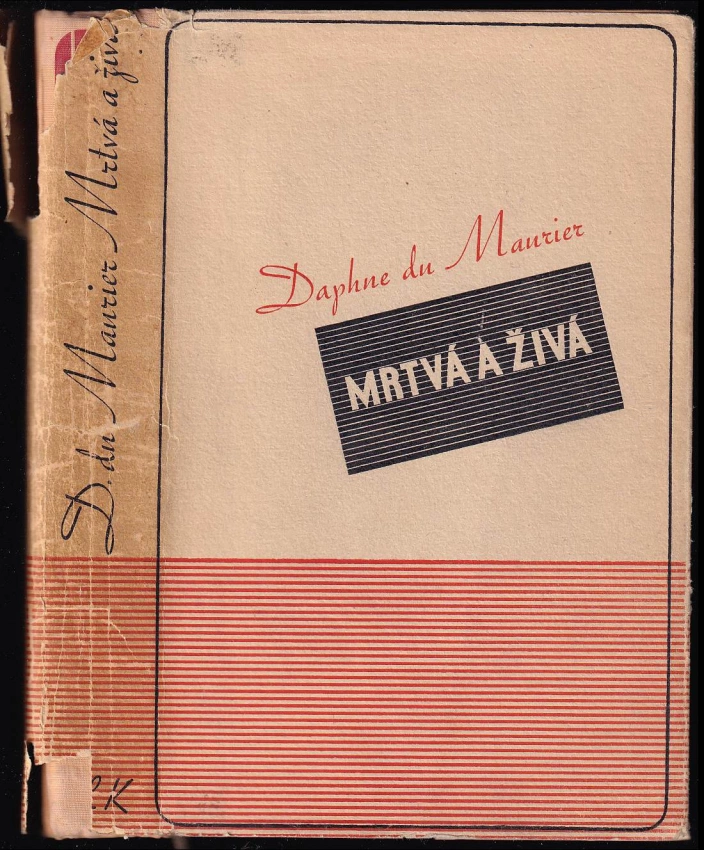 Daphne du Maurier
MRTVÁ A ŽIVÁ
D. du Maurier Mrtvá a živá
K